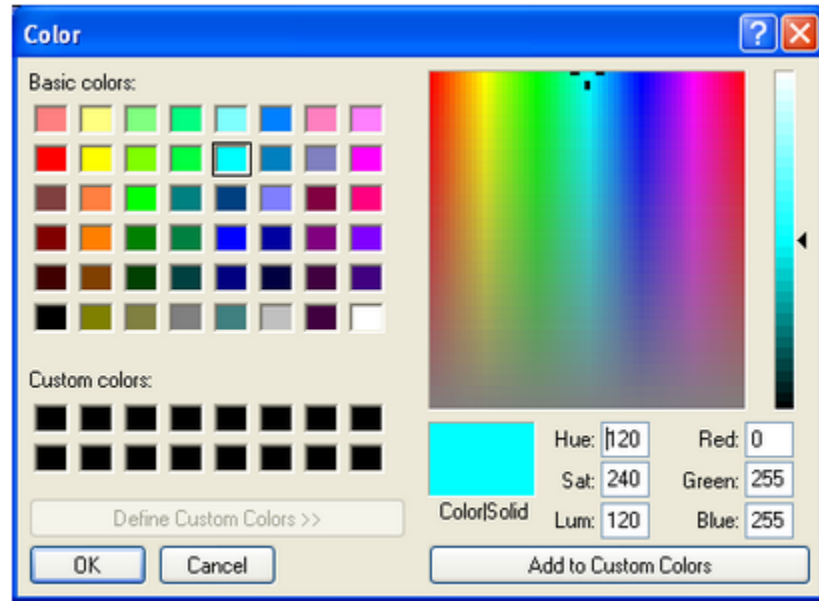 Color
?
Basic colors:
Custom colors:
Define Custom Colors >>
OK Cancel
Color|Solid
Hue: 120 Red: 0
Sat: 240 Green: 255
Lum: 120 Blue: 255
Add to Custom Colors